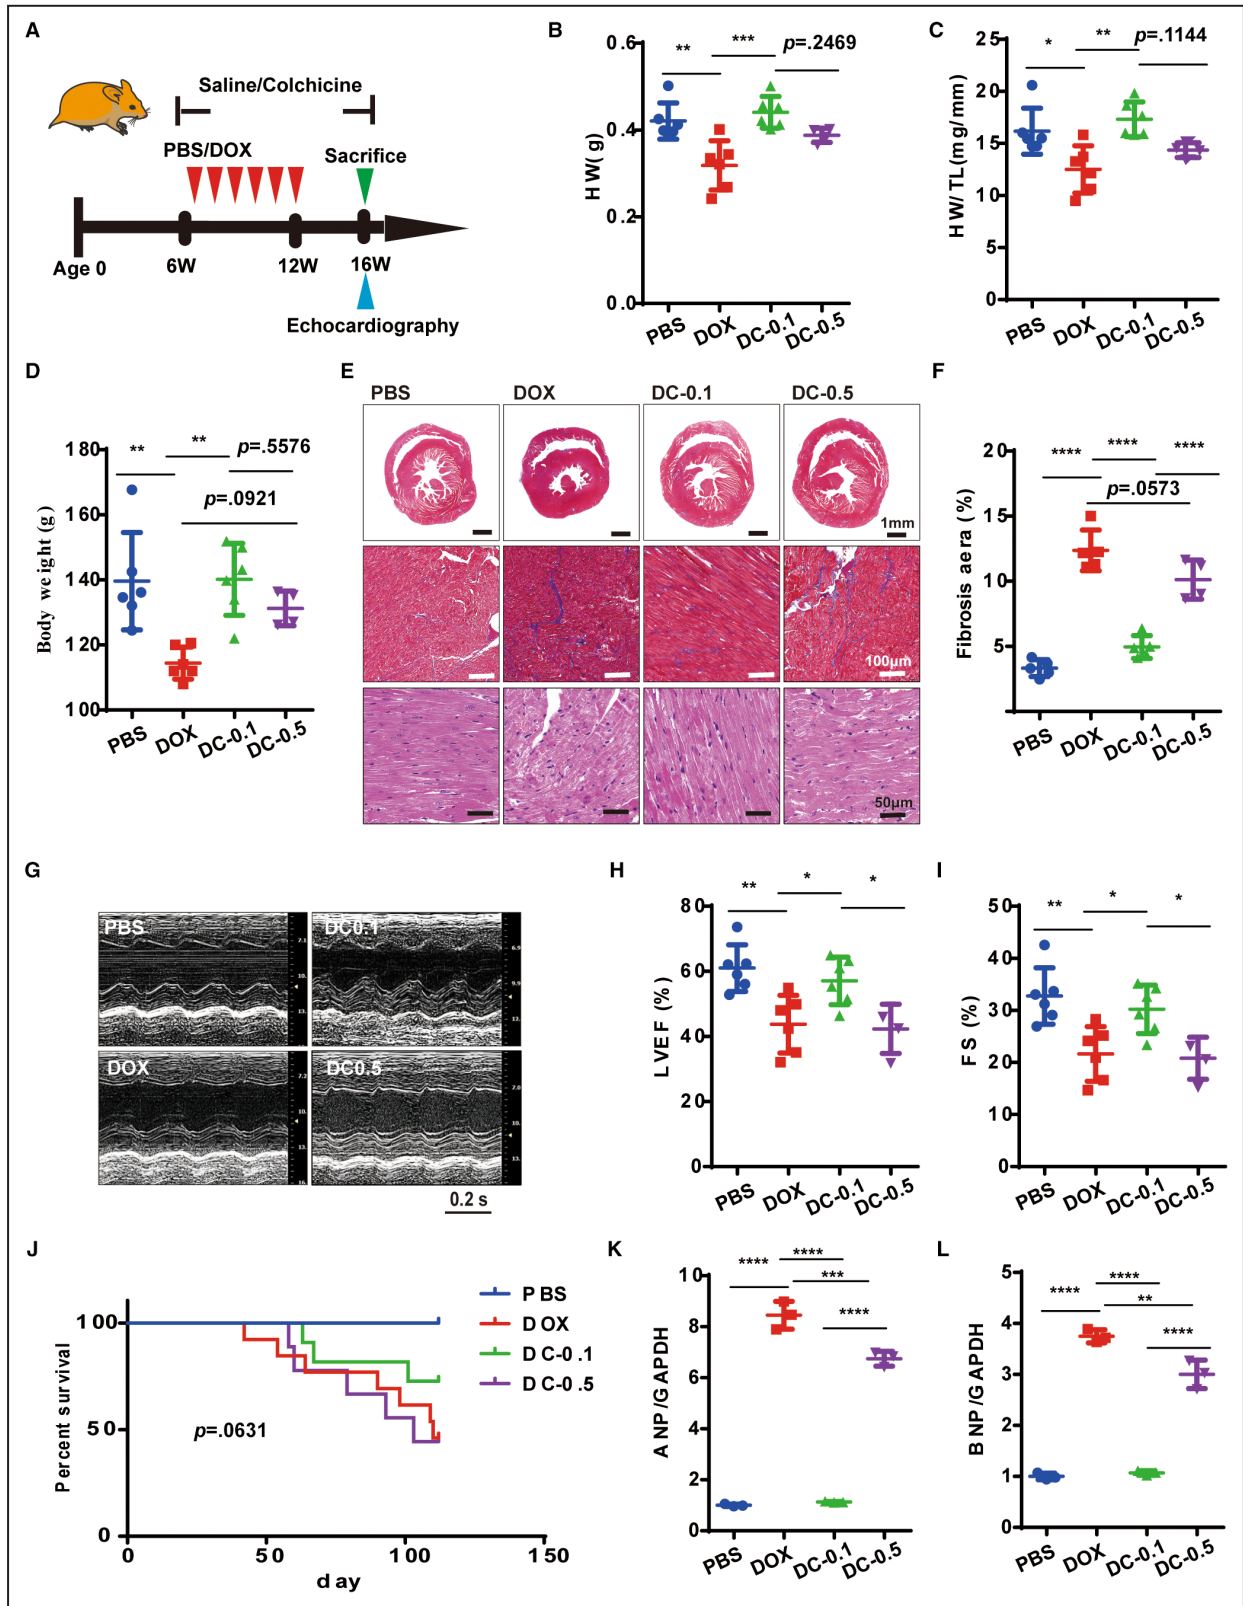 A
Saline/Colchicine
PBS/DOX
Sacrifice
Age 0
6W
12W
16W
Echocardiography
B
**
***
p=.2469
HW(g)
0.6
0.4
0.2
0.0
PBS
DOX
DC-0.1
DC-0.5
C
*
**
p=.1144
HW/TL(mg/mm)
25
20
15
10
5
0
PBS
DOX
DC-0.1
DC-0.5
D
**
**
p=.5576
p=.0921
Body weight (g)
180
160
140
120
100
PBS
DOX
DC-0.1
DC-0.5
E
PBS
DOX
DC-0.1
DC-0.5
1mm
100μm
50μm
F
****
****
****
p=.0573
Fibrosis aera (%)
20
15
10
5
PBS
DOX
DC-0.1
DC-0.5
G
PBS
DC0.1
DOX
DC0.5
0.2 s
H
**
*
*
LVEF (%)
80
60
40
20
0
PBS
DOX
DC-0.1
DC-0.5
I
**
*
*
FS (%)
50
40
30
20
10
0
PBS
DOX
DC-0.1
DC-0.5
J
PBS
DOX
DC-0.1
DC-0.5
Percent survival
100
50
0
p=.0631
0
50
100
150
day
K
****
****
***
****
ANP/GAPDH
10
8
6
4
2
0
PBS
DOX
DC-0.1
DC-0.5
L
****
****
**
****
BNP/GAPDH
5
4
3
2
1
0
PBS
DOX
DC-0.1
DC-0.5